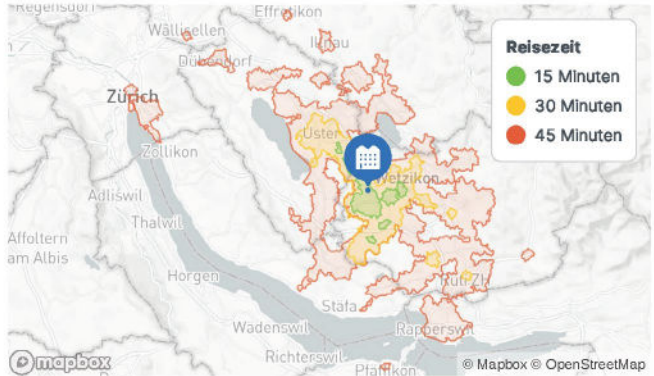 Regensdorf
Effretikon
Wallisellen
Illnau
Dübendorf
Zürich
Uster
Zollikon
Wetzikon
Adliswil
Thalwil
Affoltern
am Albis
Horgen
Rüti ZH
Stäfa
Wädenswil
Rapperswil
Richterswil
Pfäffikon
Reisezeit
15 Minuten
30 Minuten
45 Minuten
mapbox
© Mapbox © OpenStreetMap